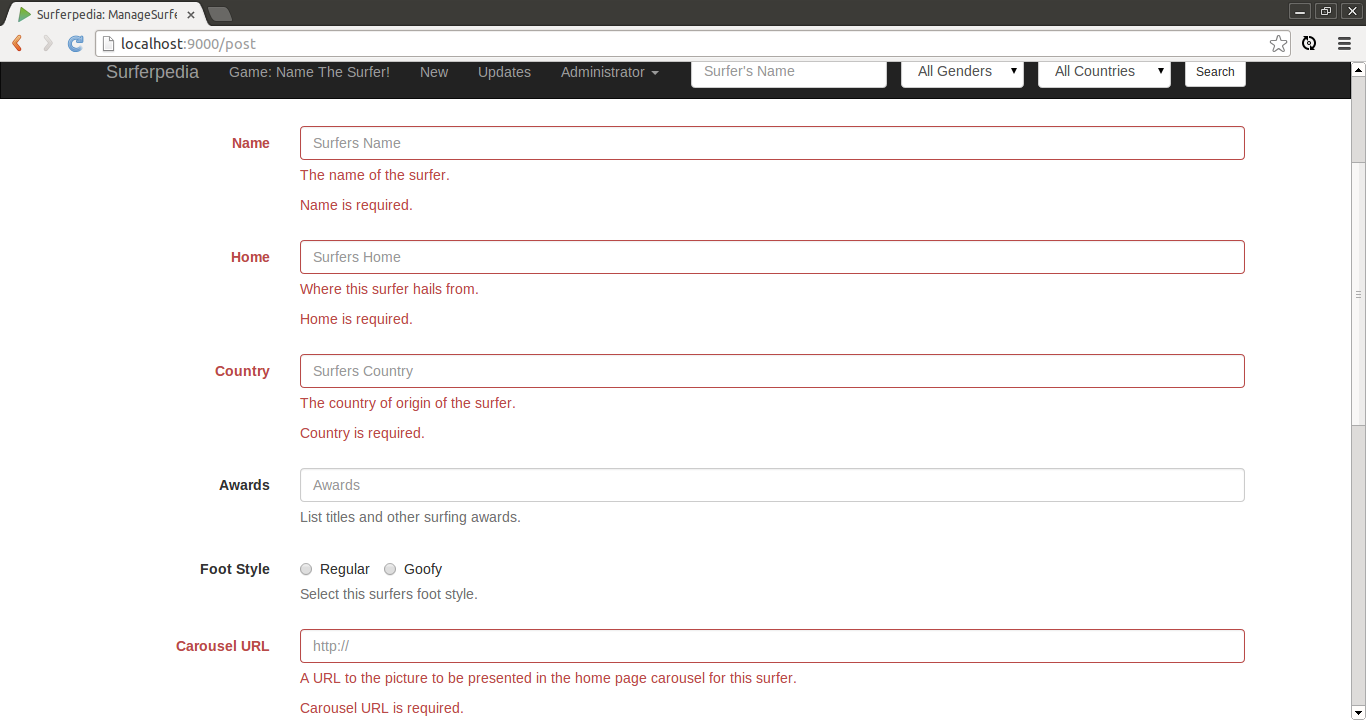 Surferpedia: ManageSurfe
localhost:9000/post
Surferpedia Game: Name The Surfer! New Updates Administrator Surfer's Name All Genders All Countries Search
Name Surfers Name
The name of the surfer.
Name is required.
Home Surfers Home
Where this surfer hails from.
Home is required.
Country Surfers Country
The country of origin of the surfer.
Country is required.
Awards Awards
List titles and other surfing awards.
Foot Style Regular Goofy
Select this surfers foot style.
Carousel URL http://
A URL to the picture to be presented in the home page carousel for this surfer.
Carousel URL is required.